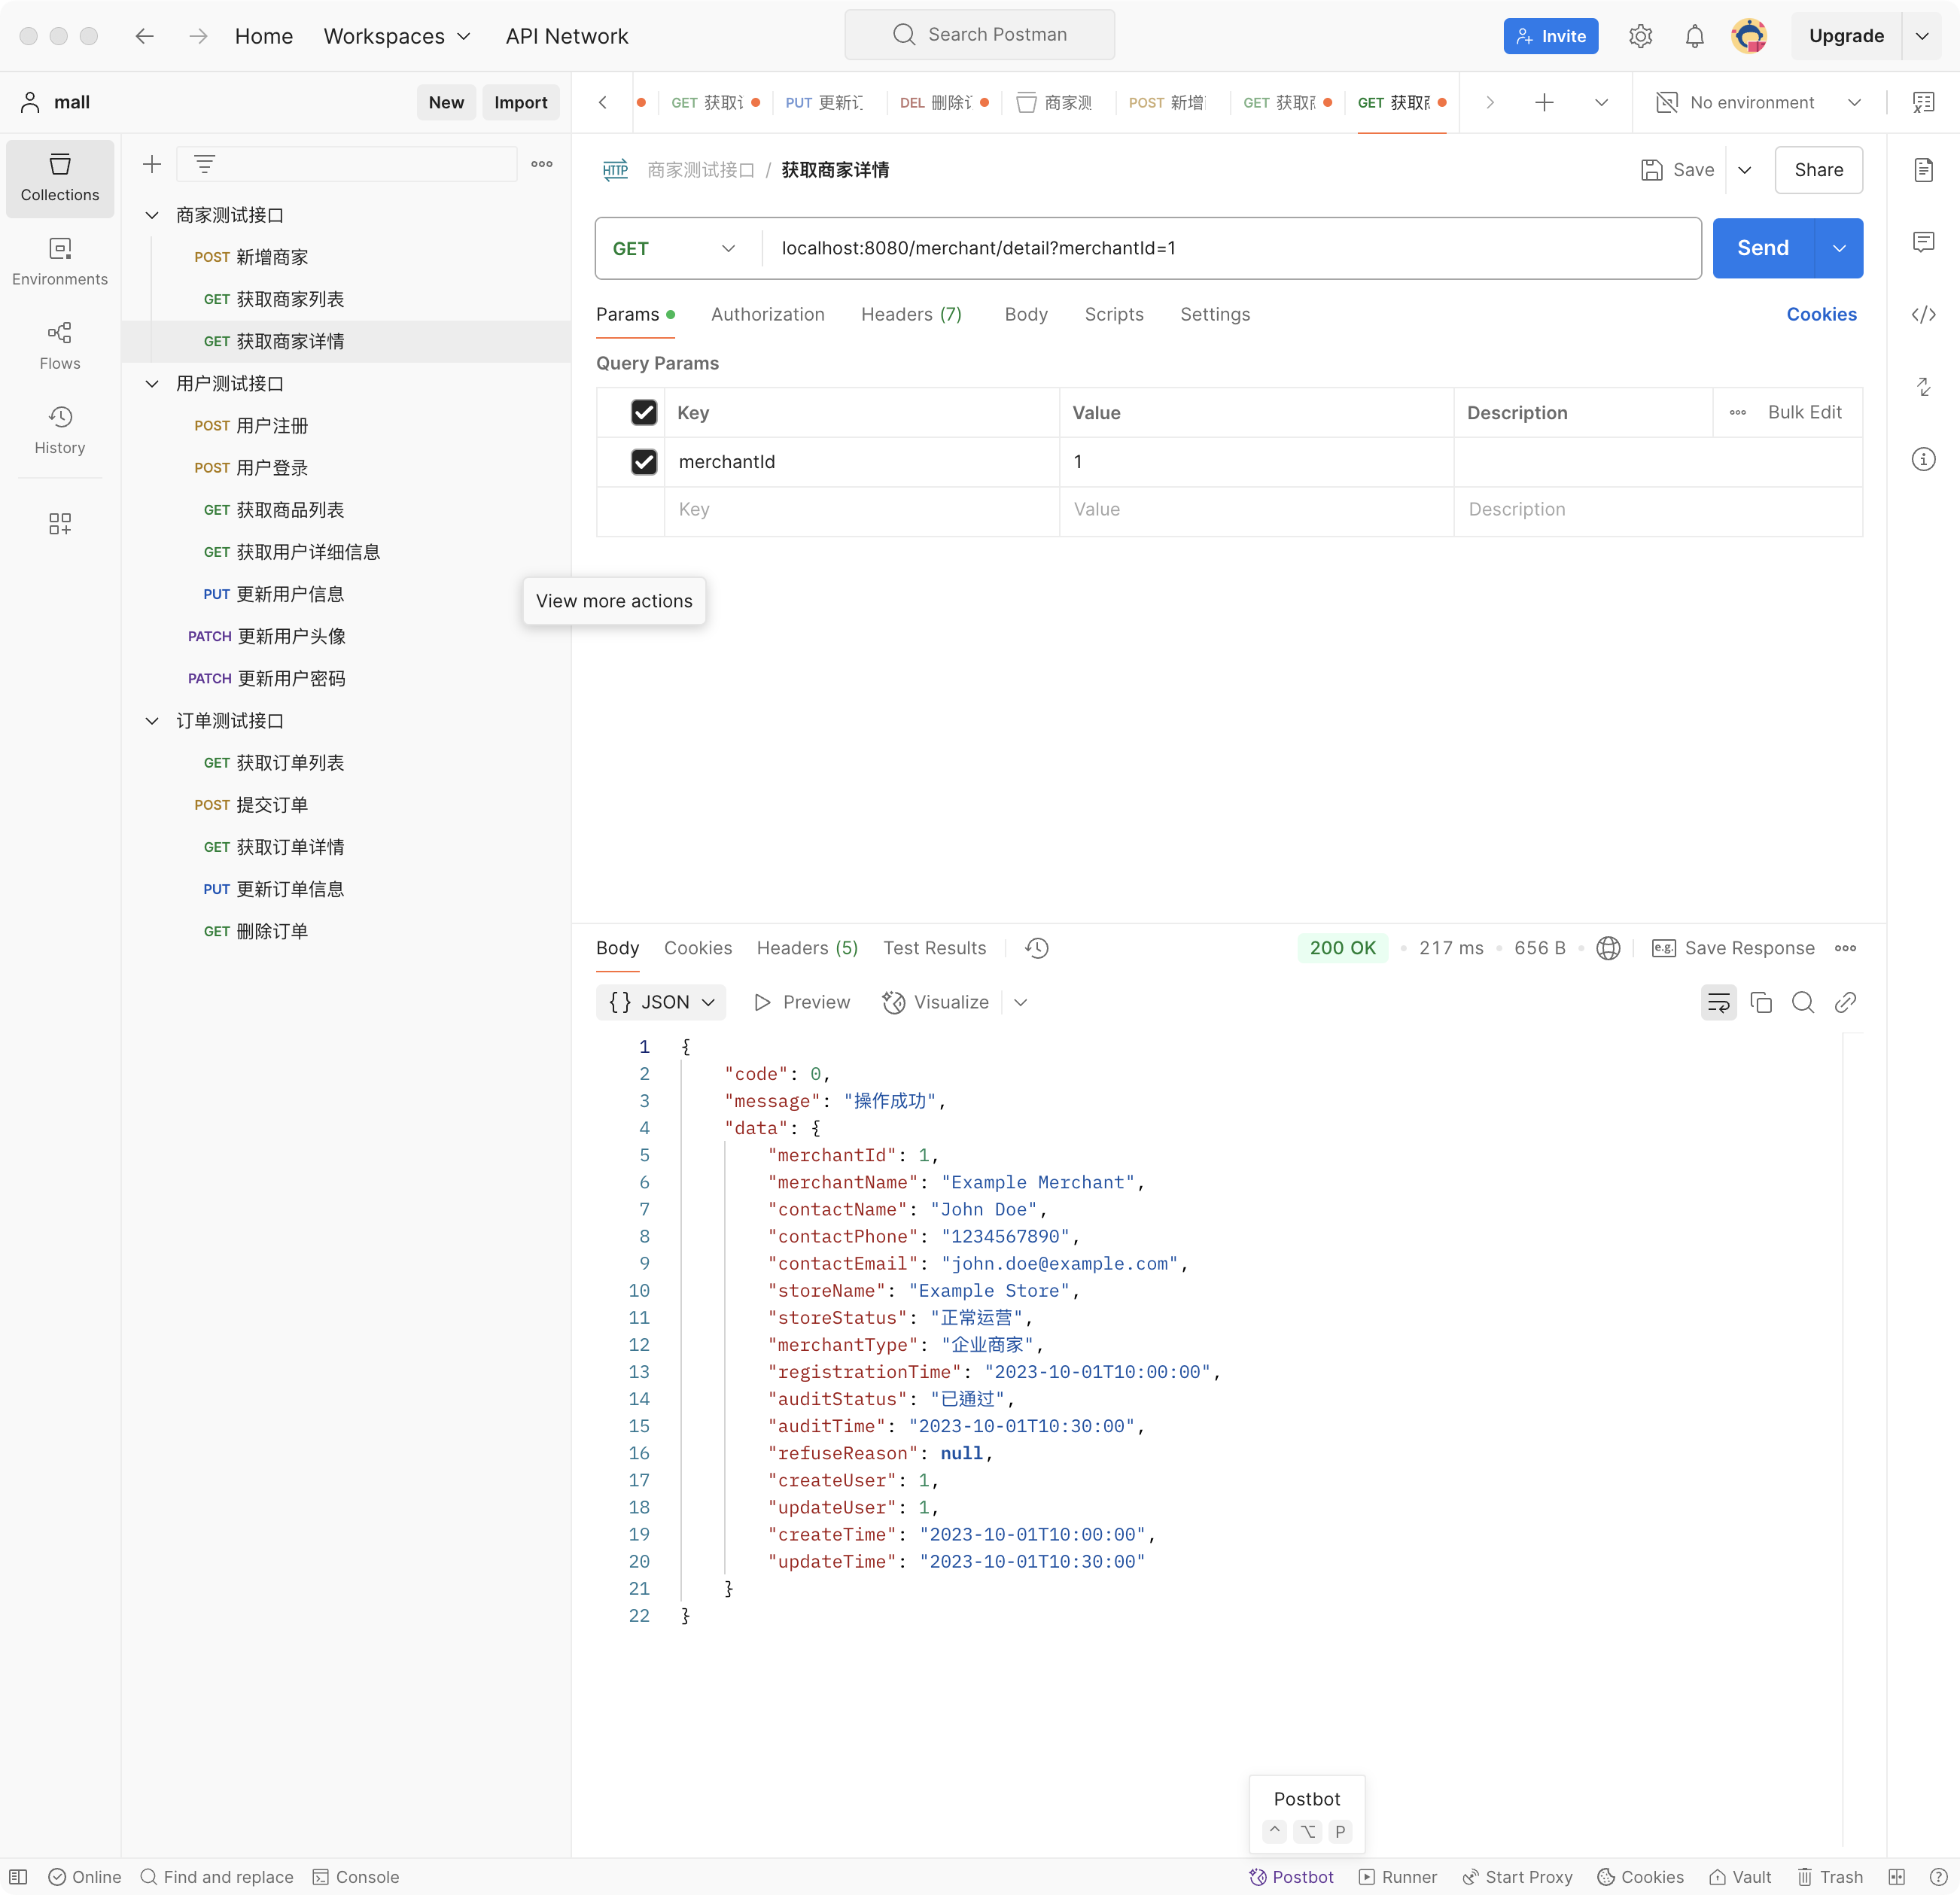 Home Workspaces API Network Search Postman Invite Upgrade
mall New Import GET 获取 PUT 更新订 DEL 删除 商家测 POST 新增 GET 获取 GET 获取 No environment
Collections
Environments
Flows
History
商家测试接口
POST 新增商家
GET 获取商家列表
GET 获取商家详情
用户测试接口
POST 用户注册
POST 用户登录
GET 获取商品列表
GET 获取用户详细信息
PUT 更新用户信息
PATCH 更新用户头像
PATCH 更新用户密码
订单测试接口
GET 获取订单列表
POST 提交订单
GET 获取订单详情
PUT 更新订单信息
GET 删除订单
View more actions
HTTP 商家测试接口 / 获取商家详情 Save Share
GET localhost:8080/merchant/detail?merchantId=1 Send
Params Authorization Headers (7) Body Scripts Settings Cookies
Query Params
Key Value Description Bulk Edit
merchantId 1
Key Value Description
Body Cookies Headers (5) Test Results 200 OK 217 ms 656 B e.g. Save Response
{} JSON Preview Visualize
1 {
2 "code": 0,
3 "message": "操作成功",
4 "data": {
5 "merchantId": 1,
6 "merchantName": "Example Merchant",
7 "contactName": "John Doe",
8 "contactPhone": "1234567890",
9 "contactEmail": "john.doe@example.com",
10 "storeName": "Example Store",
11 "storeStatus": "正常运营",
12 "merchantType": "企业商家",
13 "registrationTime": "2023-10-01T10:00:00",
14 "auditStatus": "已通过",
15 "auditTime": "2023-10-01T10:30:00",
16 "refuseReason": null,
17 "createUser": 1,
18 "updateUser": 1,
19 "createTime": "2023-10-01T10:00:00",
20 "updateTime": "2023-10-01T10:30:00"
21 }
22 }
Postbot
^ ⌥ P
Online Find and replace Console Postbot Runner Start Proxy Cookies Vault Trash